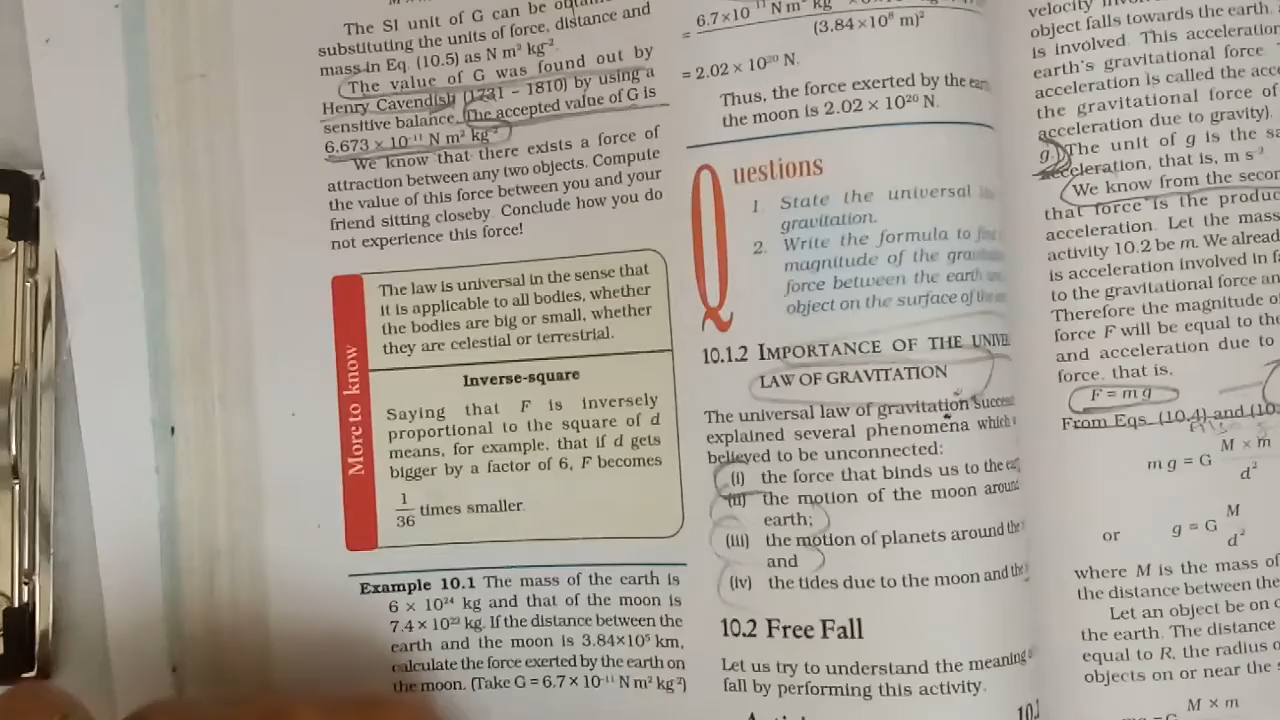 The SI unit of G can be
substituting the units of force, distance and
mass in Eq. (10.5) as N m² kg⁻².
The value of G was found out by
Henry Cavendish (1731 – 1810) by using a
sensitive balance. The accepted value of G is
6.673 × 10⁻¹¹ N m² kg⁻².
We know that there exists a force of
attraction between any two objects. Compute
the value of this force between you and your
friend sitting closeby. Conclude how you do
not experience this force!
More to know
The law is universal in the sense that
it is applicable to all bodies, whether
the bodies are big or small, whether
they are celestial or terrestrial.
Inverse-square
Saying that F is inversely
proportional to the square of d
means, for example, that if d gets
bigger by a factor of 6, F becomes
1/36 times smaller.
Example 10.1 The mass of the earth is
6 × 10²⁴ kg and that of the moon is
7.4 × 10²² kg. If the distance between the
earth and the moon is 3.84×10⁵ km,
calculate the force exerted by the earth on
the moon. (Take G = 6.7 × 10⁻¹¹ N m² kg⁻²)
= 6.7 × 10⁻¹¹ N m² kg
(3.84 × 10⁸ m)²
= 2.02 × 10²⁰ N.
Thus, the force exerted by the
the moon is 2.02 × 10²⁰ N.
Questions
1. State the universal
gravitation.
2. Write the formula to
magnitude of the
force between the earth
object on the surface of
10.1.2 IMPORTANCE OF THE
LAW OF GRAVITATION
The universal law of gravitation
explained several phenomena which
believed to be unconnected:
(i) the force that binds us to the
(ii) the motion of the moon
earth;
(iii) the motion of planets around the
and
(iv) the tides due to the moon and the
10.2 Free Fall
Let us try to understand the meaning
fall by performing this activity.
velocity
object falls towards the earth,
is involved. This
earth's gravitational force.
acceleration is called the
the gravitational force of
acceleration due to gravity).
g. The unit of g is the
acceleration, that is, m s⁻².
We know from the
that force is the
acceleration. Let the mass
activity 10.2 be m. We
is acceleration involved in
to the gravitational force
Therefore the magnitude
force F will be equal to the
and acceleration due to
force, that is,
F = m g
From Eqs. (10.4) and
m g = G M × m / d²
or g = G M / d²
where M is the mass of
the distance between the
Let an object be on
the earth. The distance
equal to R, the radius
objects on or near the
M × m